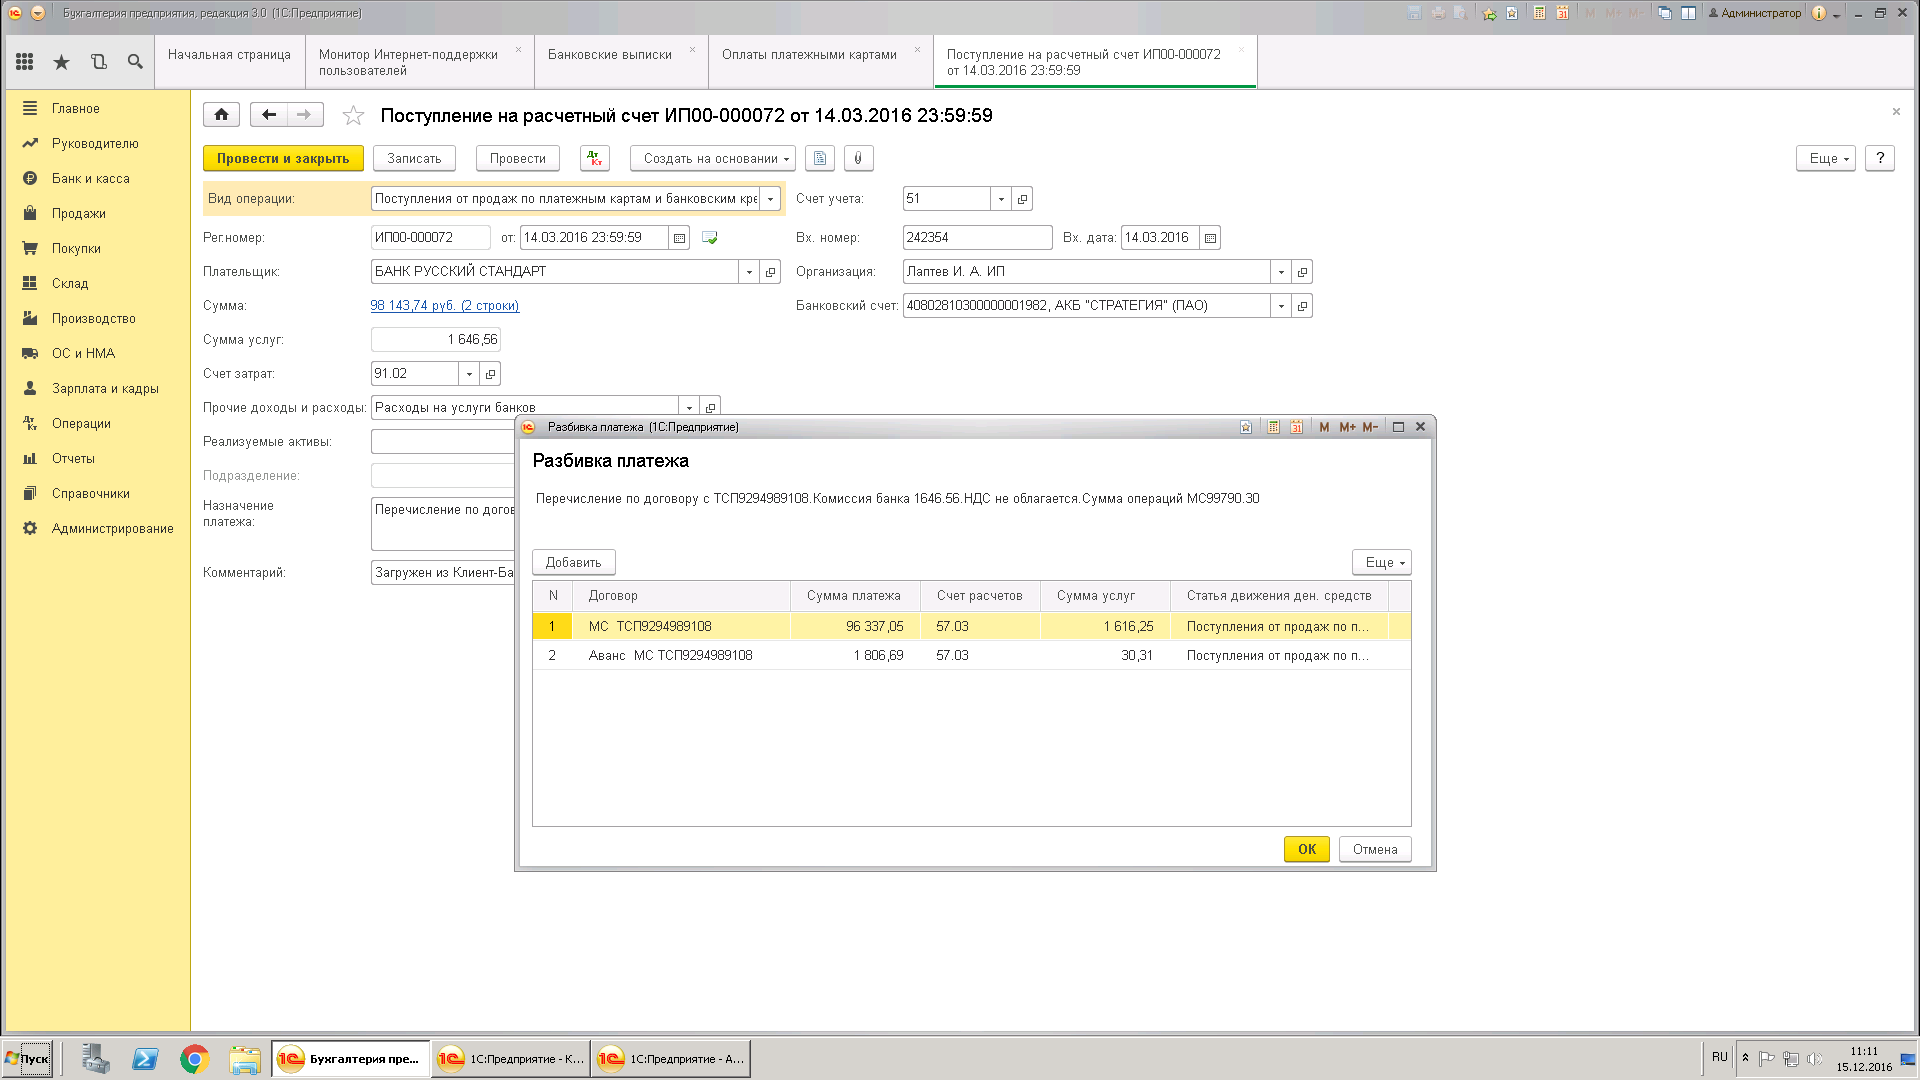 Бухгалтерия предприятия, редакция 3.0 (1С:Предприятие)
M M+ M- Администратор
Начальная страница
Монитор Интернет-поддержки пользователей
Банковские выписки
Оплаты платежными картами
Поступление на расчетный счет ИП00-000072 от 14.03.2016 23:59:59
Главное
Руководителю
Банк и касса
Продажи
Покупки
Склад
Производство
ОС и НМА
Зарплата и кадры
Операции
Отчеты
Справочники
Администрирование
Поступление на расчетный счет ИП00-000072 от 14.03.2016 23:59:59
Провести и закрыть Записать Провести Дт Кт Создать на основании Еще ?
Вид операции: Поступления от продаж по платежным картам и банковским кре Счет учета: 51
Рег.номер: ИП00-000072 от: 14.03.2016 23:59:59 Вх. номер: 242354 Вх. дата: 14.03.2016
Плательщик: БАНК РУССКИЙ СТАНДАРТ Организация: Лаптев И. А. ИП
Сумма: 98 143,74 руб. (2 строки) Банковский счет: 40802810300000001982, АКБ "СТРАТЕГИЯ" (ПАО)
Сумма услуг: 1 646,56
Счет затрат: 91.02
Прочие доходы и расходы: Расходы на услуги банков
Реализуемые активы:
Подразделение:
Назначение платежа: Перечисление по догов
Комментарий: Загружен из Клиент-Ба
Разбивка платежа (1С:Предприятие) 31 M M+ M-
Разбивка платежа
Перечисление по договору с ТСП9294989108.Комиссия банка 1646.56.НДС не облагается.Сумма операций МС99790.30
Добавить Еще
N Договор Сумма платежа Счет расчетов Сумма услуг Статья движения ден. средств
1 МС ТСП9294989108 96 337,05 57.03 1 616,25 Поступления от продаж по п...
2 Аванс МС ТСП9294989108 1 806,69 57.03 30,31 Поступления от продаж по п...
ОК Отмена
Пуск Бухгалтерия пре... 1С:Предприятие - К... 1С:Предприятие - А... RU 11:11
15.12.2016